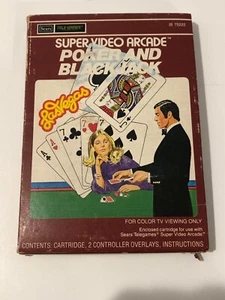 Sears
TELE-GAMES
SUPER VIDEO ARCADE™
POKER AND
BLACKJACK
Las Vegas
FOR COLOR TV VIEWING ONLY
Enclosed cartridge for use with
Sears Telegames® Super Video Arcade™
CONTENTS: CARTRIDGE, 2 CONTROLLER OVERLAYS, INSTRUCTIONS